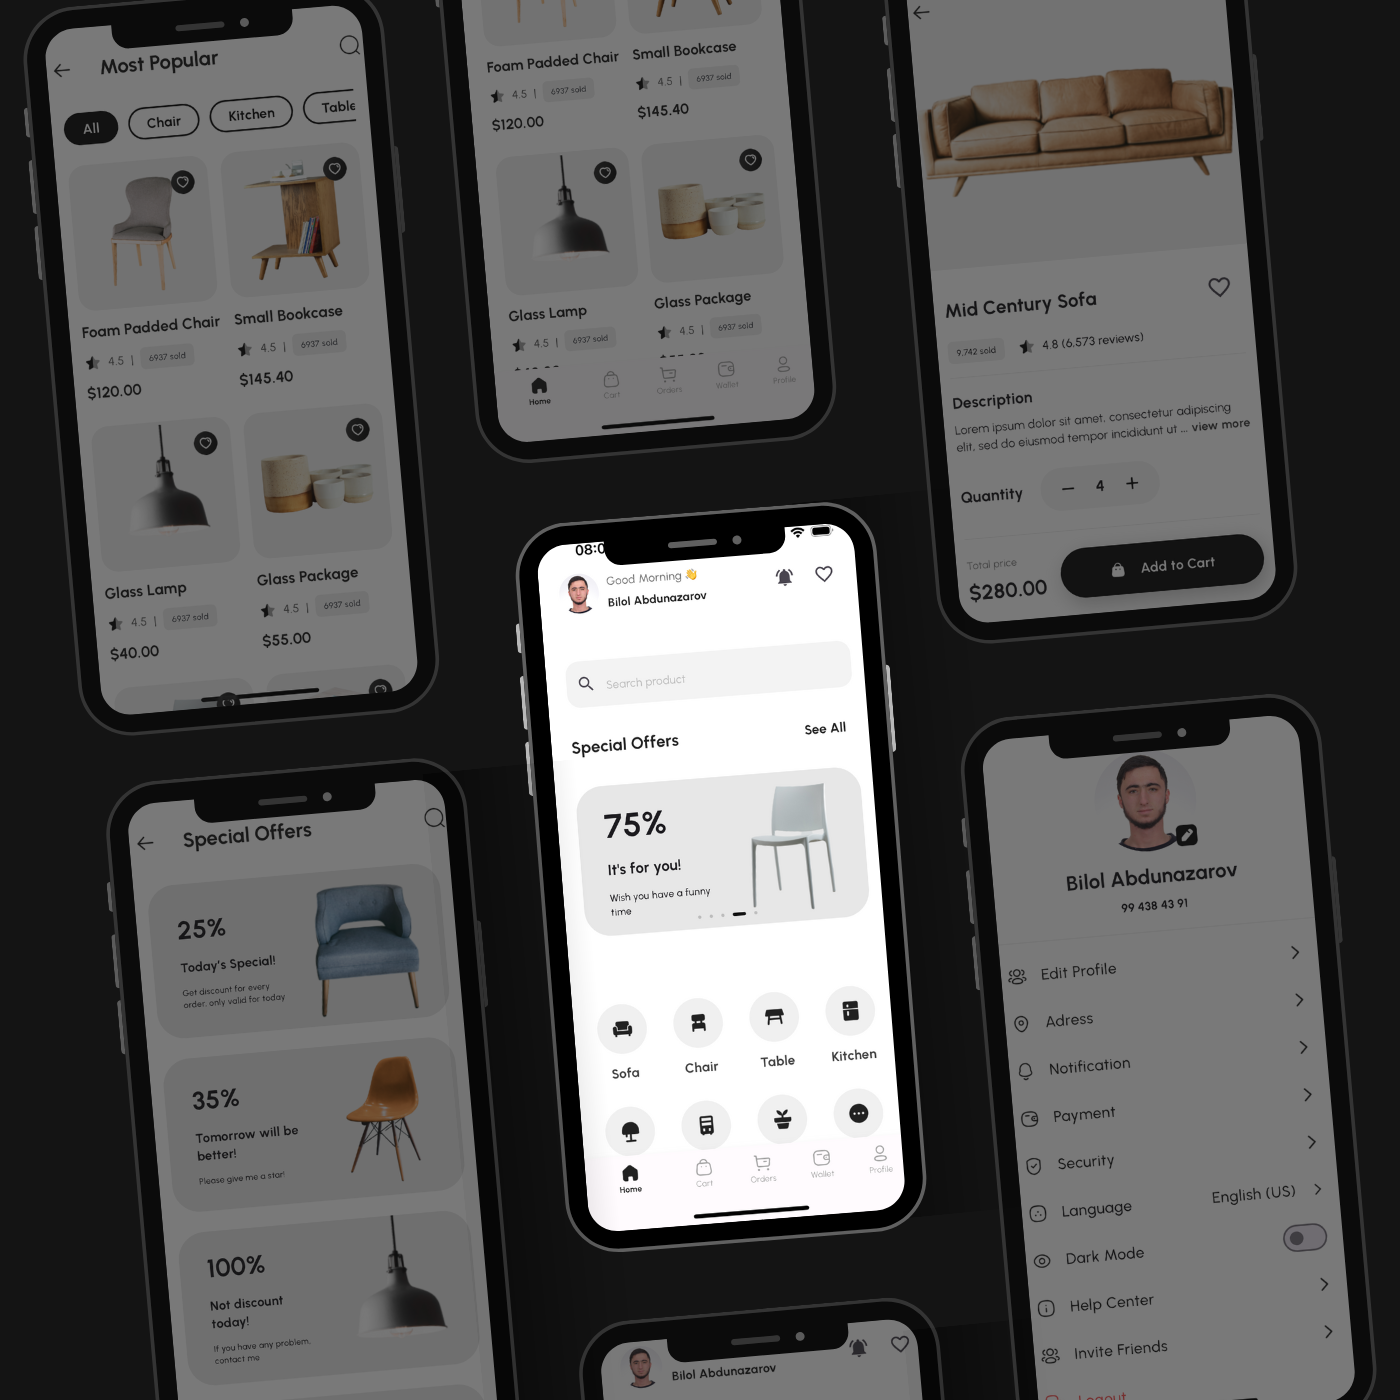 Most Popular
All
Chair
Kitchen
Table
Foam Padded Chair
4.5 | 6937 sold
$120.00
Small Bookcase
4.5 | 6937 sold
$145.40
Glass Lamp
4.5 | 6937 sold
$40.00
Glass Package
4.5 | 6937 sold
$55.00
Foam Padded Chair
4.5 | 6937 sold
$120.00
Small Bookcase
4.5 | 6937 sold
$145.40
Glass Lamp
4.5 | 6937 sold
Glass Package
4.5 | 6937 sold
Home
Cart
Orders
Wallet
Profile
Mid Century Sofa
9,742 sold
4.8 (6,573 reviews)
Description
Lorem ipsum dolor sit amet, consectetur adipiscing
elit, sed do eiusmod tempor incididunt ut ... view more
Quantity
4
Total price
$280.00
Add to Cart
08:0
Good Morning 👋
Bilol Abdunazarov
Search product
Special Offers
See All
75%
It's for you!
Wish you have a funny
time
Sofa
Chair
Table
Kitchen
Home
Cart
Orders
Wallet
Profile
Special Offers
25%
Today's Special!
Get discount for every
order, only valid for today
35%
Tomorrow will be
better!
Please give me a star!
100%
Not discount
today!
If you have any problem,
contact me
Bilol Abdunazarov
99 438 43 91
Edit Profile
Adress
Notification
Payment
Security
Language
English (US)
Dark Mode
Help Center
Invite Friends
Logout
Bilol Abdunazarov